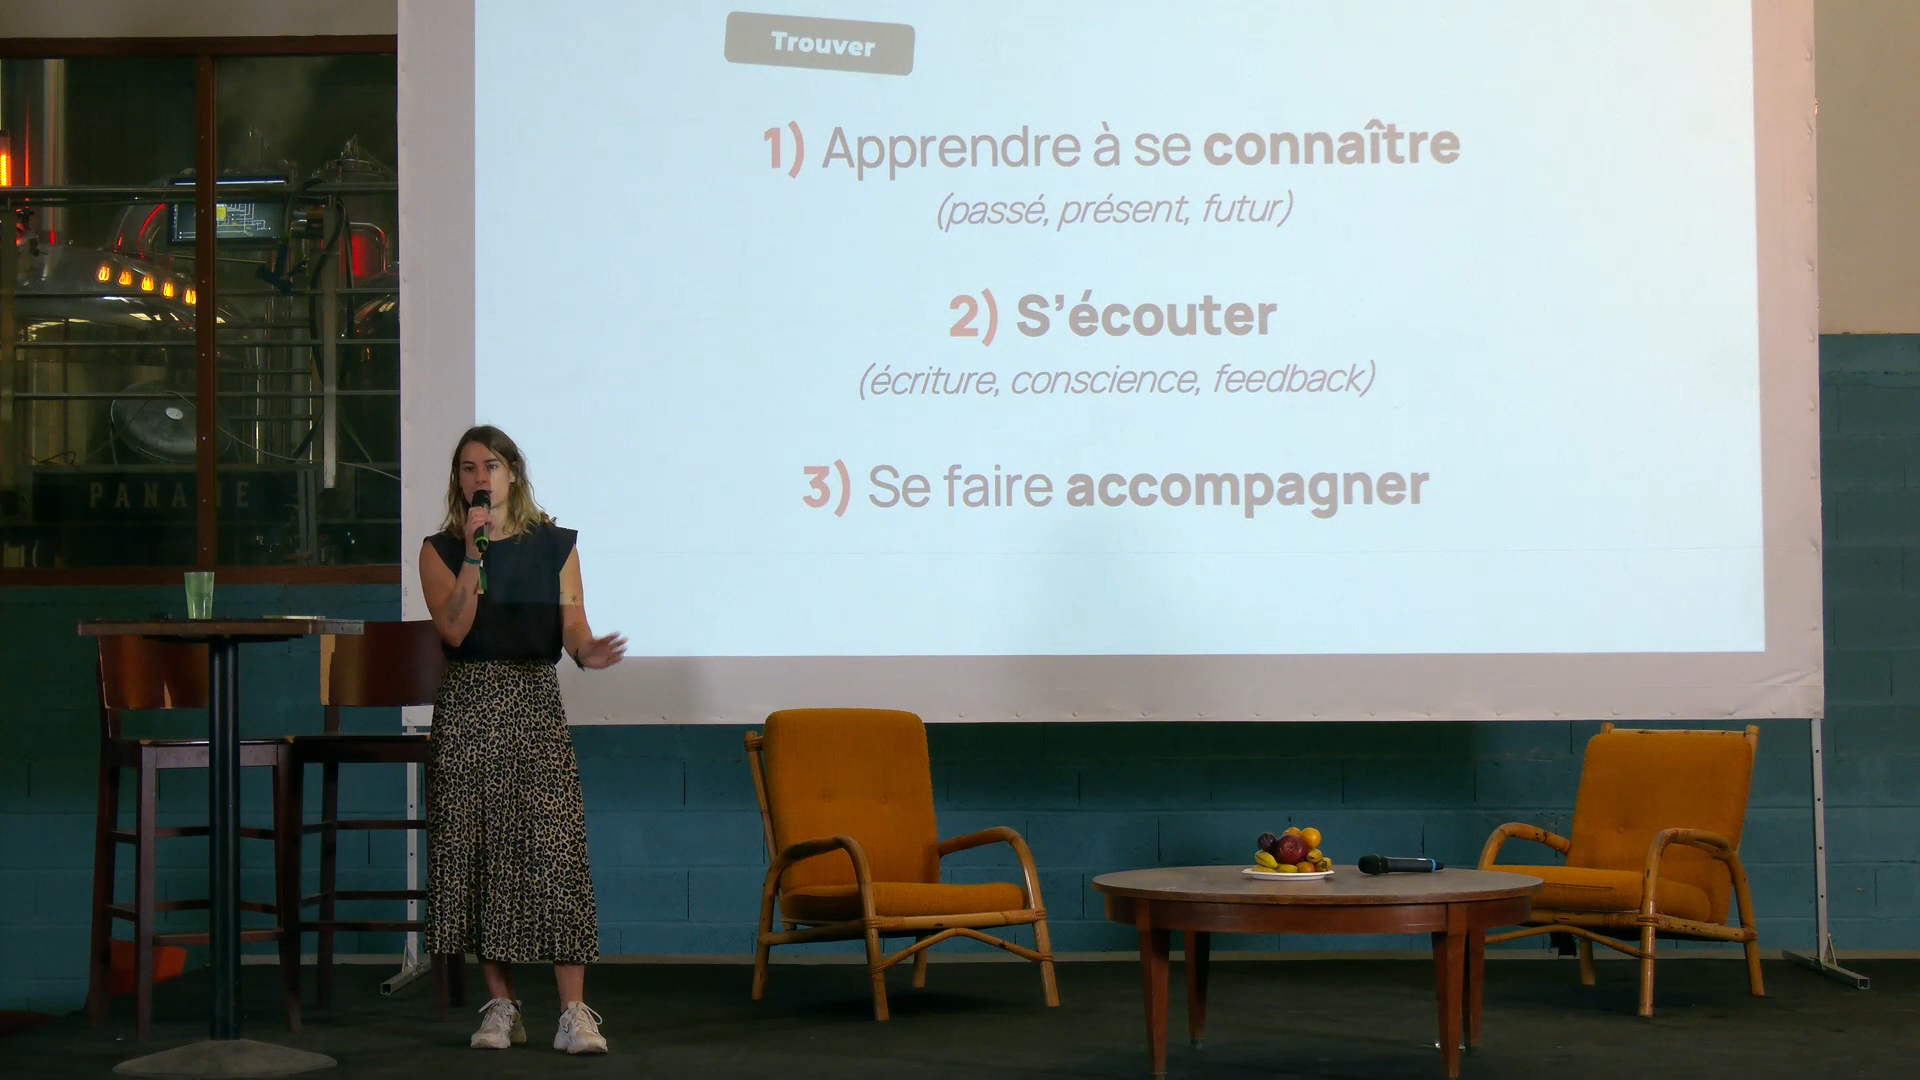 Trouver
1) Apprendre à se connaître
(passé, présent, futur)
2) S'écouter
(écriture, conscience, feedback)
3) Se faire accompagner